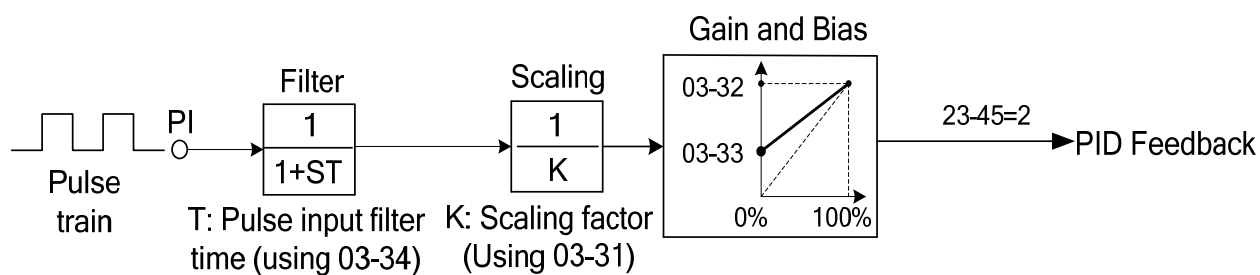 Gain and Bias
Filter
Scaling
PI
1
1+ST
1
K
03-32
03-33
0%
100%
23-45=2
PID Feedback
Pulse
train
T: Pulse input filter
time (using 03-34)
K: Scaling factor
(Using 03-31)